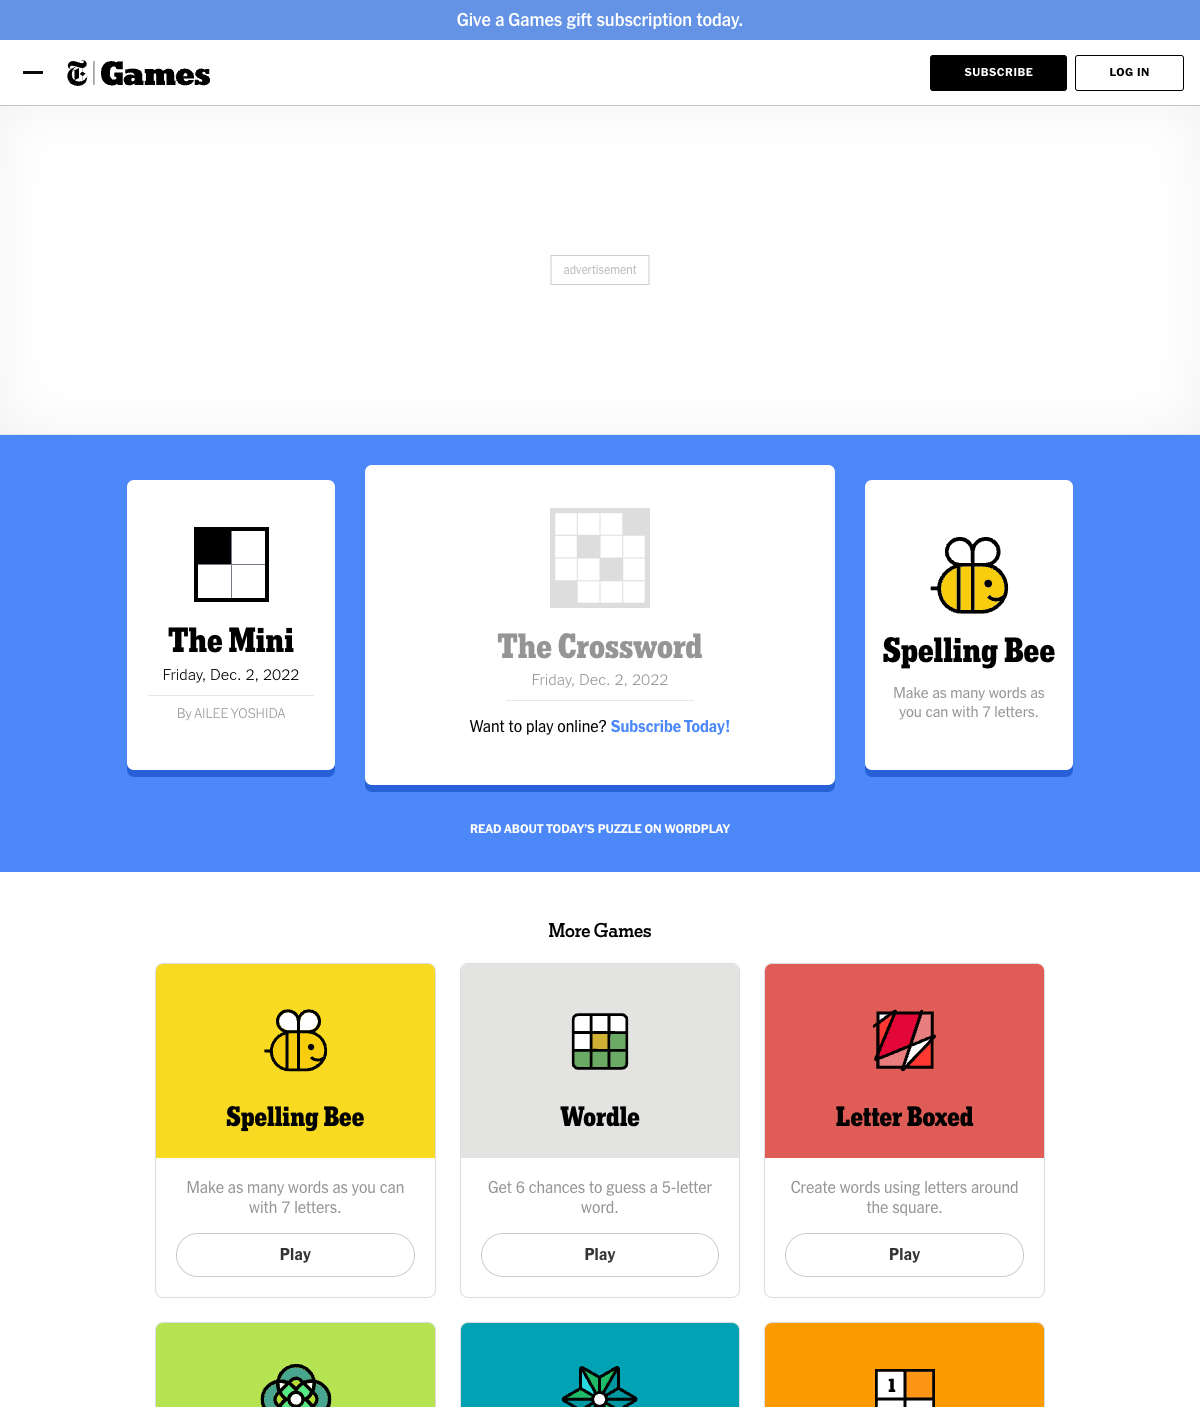 Give a Games gift subscription today.
T Games
SUBSCRIBE
LOG IN
advertisement
The Mini
Friday, Dec. 2, 2022
By AILEE YOSHIDA
The Crossword
Friday, Dec. 2, 2022
Want to play online? Subscribe Today!
Spelling Bee
Make as many words as
you can with 7 letters.
READ ABOUT TODAY'S PUZZLE ON WORDPLAY
More Games
Spelling Bee
Make as many words as you can
with 7 letters.
Play
Wordle
Get 6 chances to guess a 5-letter
word.
Play
Letter Boxed
Create words using letters around
the square.
Play
1